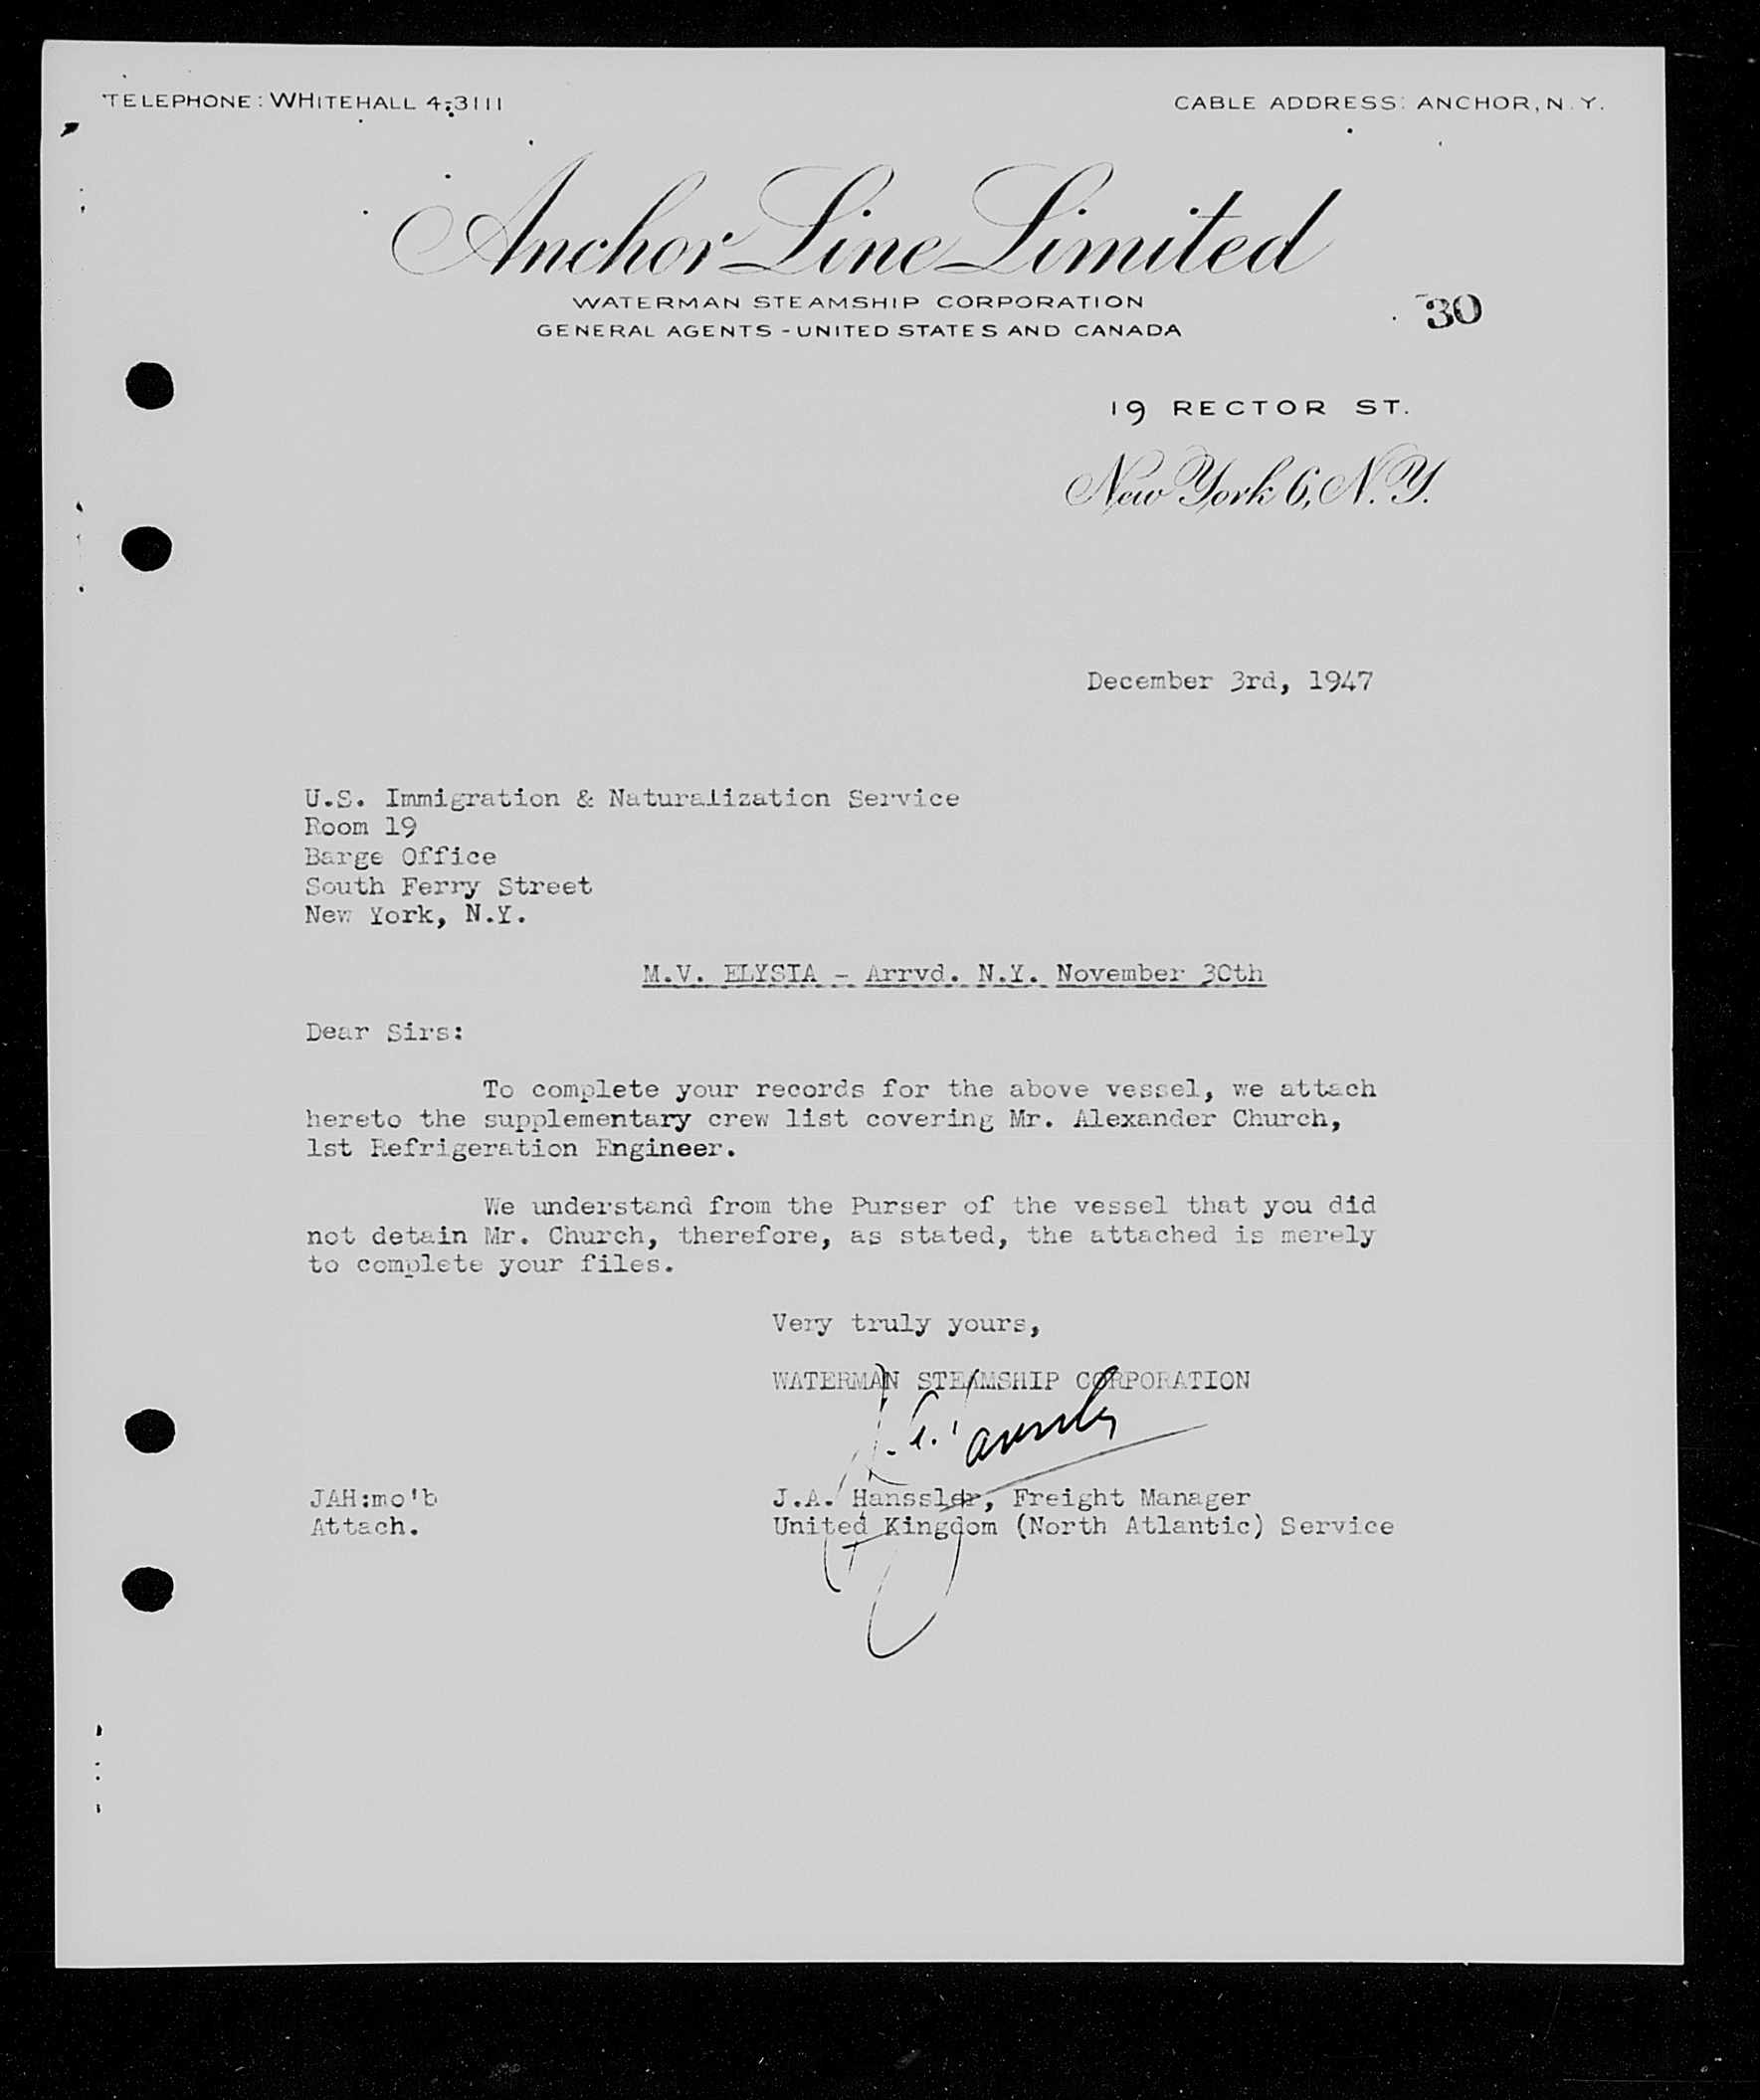 TELEPHONE: WHITEHALL 4-3111
CABLE ADDRESS: ANCHOR, N.Y.
Anchor Line Limited
WATERMAN STEAMSHIP CORPORATION
GENERAL AGENTS - UNITED STATES AND CANADA
30
19 RECTOR ST.
New York 6, N.Y.
December 3rd, 1947
U.S. Immigration & Naturalization Service
Room 19
Barge Office
South Ferry Street
New York, N.Y.
M.V. ELYSIA - Arrvd. N.Y. November 30th
Dear Sirs:
To complete your records for the above vessel, we attach
hereto the supplementary crew list covering Mr. Alexander Church,
1st Refrigeration Engineer.
We understand from the Purser of the vessel that you did
not detain Mr. Church, therefore, as stated, the attached is merely
to complete your files.
Very truly yours,
WATERMAN STEAMSHIP CORPORATION
JAH:mo'b
Attach.
J.A. Hanssler, Freight Manager
United Kingdom (North Atlantic) Service